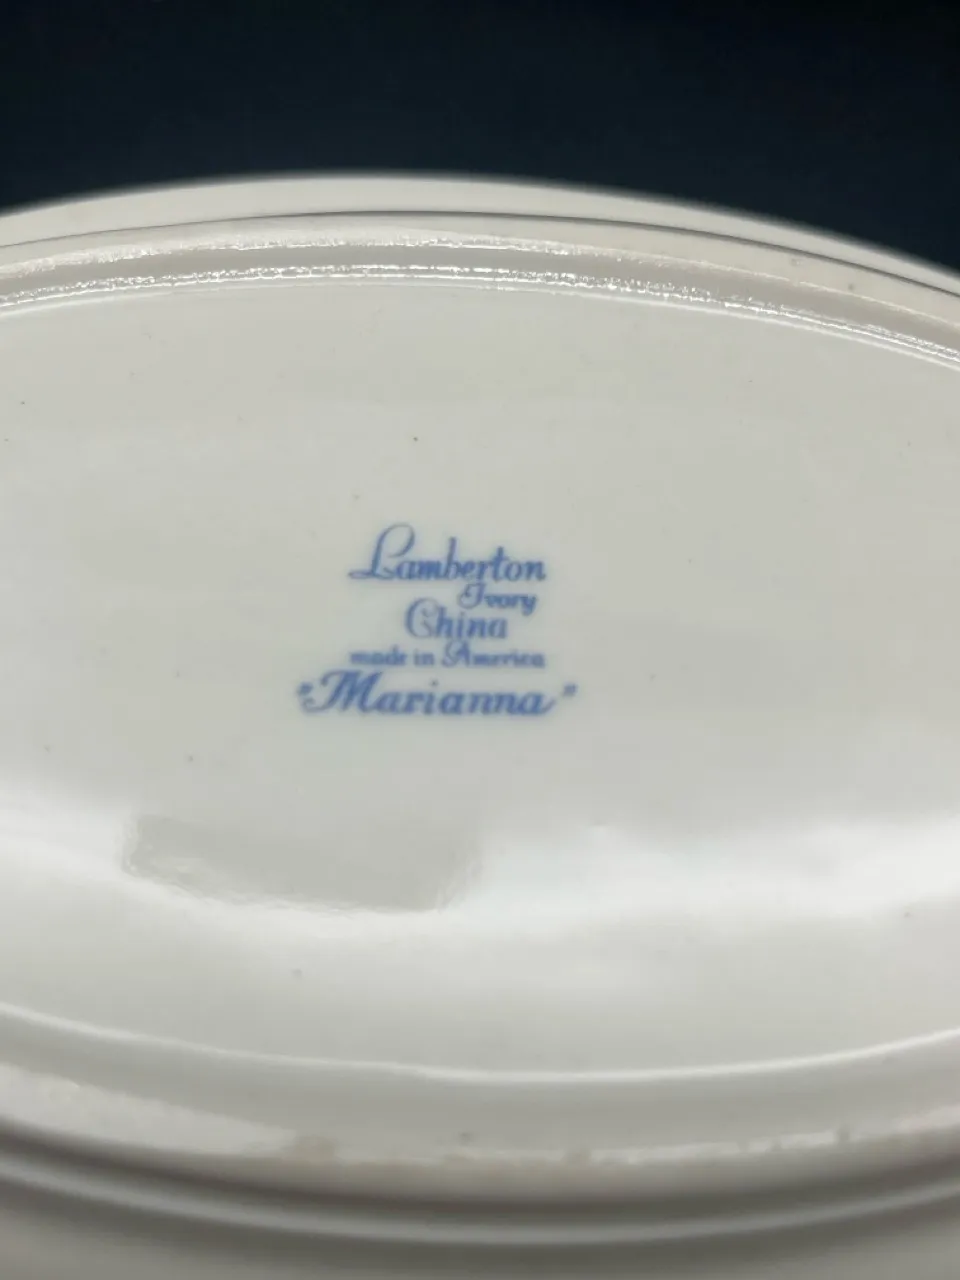 Lamberton
Ivory
China
made in America
"Marianna"